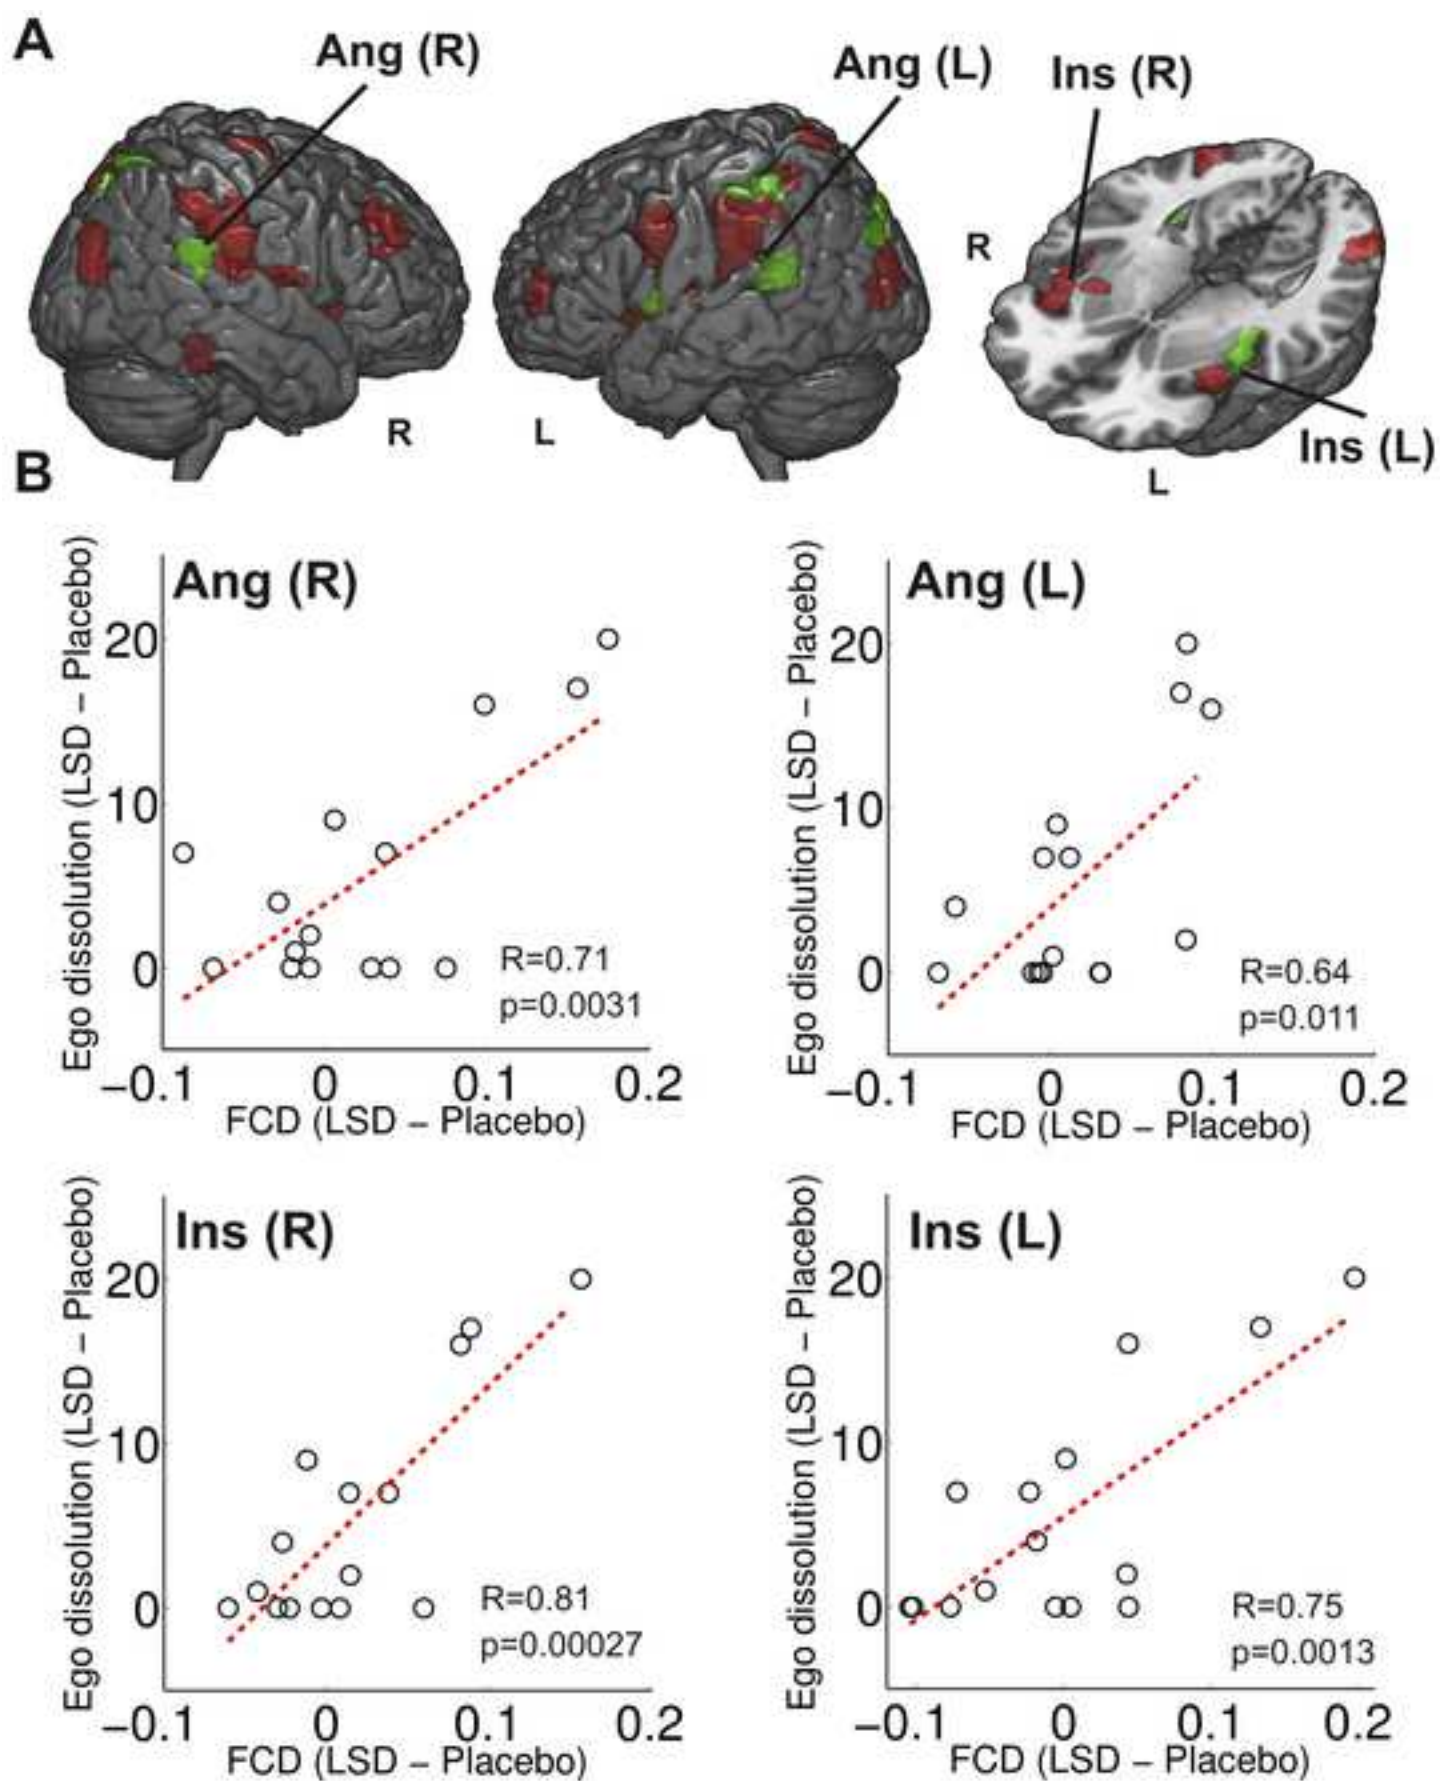 A
Ang (R)
Ang (L)
Ins (R)
R
R
L
Ins (L)
L
B
Ang (R)
Ego dissolution (LSD – Placebo)
20
10
0
R=0.71
p=0.0031
−0.1 0 0.1 0.2
FCD (LSD – Placebo)
Ang (L)
Ego dissolution (LSD – Placebo)
20
10
0
R=0.64
p=0.011
−0.1 0 0.1 0.2
FCD (LSD – Placebo)
Ins (R)
Ego disssolution (LSD – Placebo)
20
10
0
R=0.81
p=0.00027
−0.1 0 0.1 0.2
FCD (LSD – Placebo)
Ins (L)
Ego disssolution (LSD – Placebo)
20
10
0
R=0.75
p=0.0013
−0.1 0 0.1 0.2
FCD (LSD – Placebo)